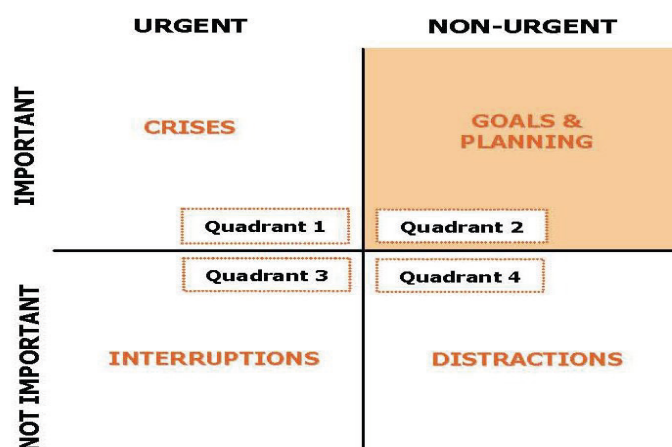 URGENT
NON-URGENT
IMPORTANT
CRISES
GOALS &
PLANNING
Quadrant 1
Quadrant 2
Quadrant 3
Quadrant 4
NOT IMPORTANT
INTERRUPTIONS
DISTRACTIONS